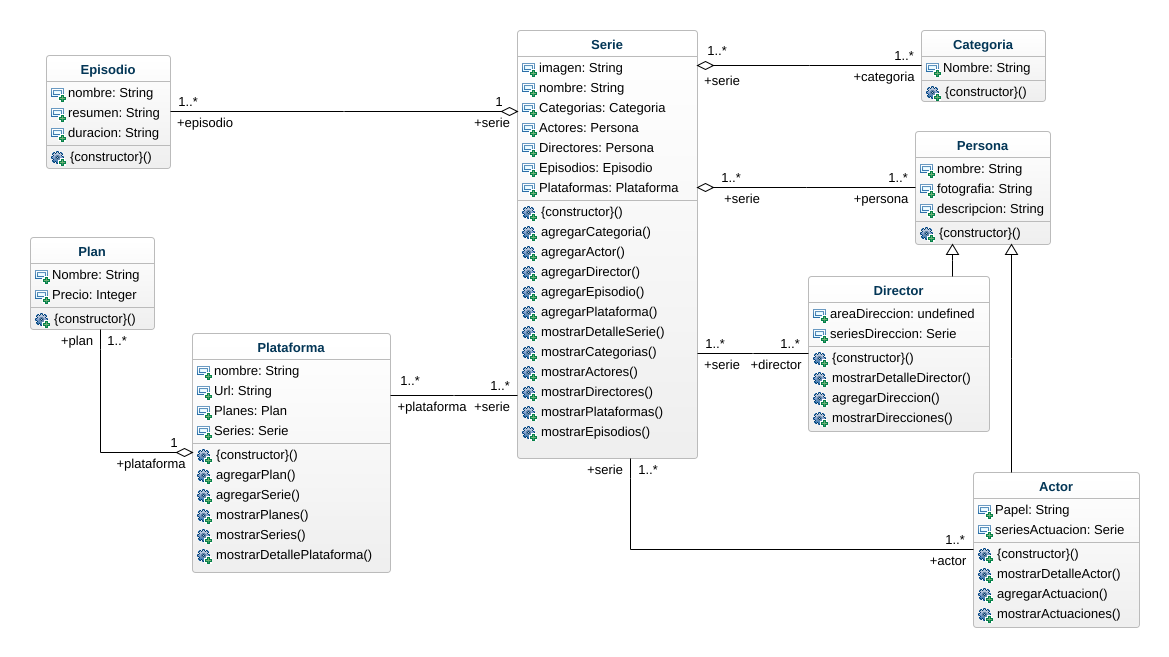 Episodio
nombre: String
resumen: String
duracion: String
{constructor}()
1..*
+episodio
1
+serie
Serie
imagen: String
nombre: String
Categorias: Categoria
Actores: Persona
Directores: Persona
Episodios: Episodio
Plataformas: Plataforma
{constructor}()
agregarCategoria()
agregarActor()
agregarDirector()
agregarEpisodio()
agregarPlataforma()
mostrarDetalleSerie()
mostrarCategorias()
mostrarActores()
mostrarDirectores()
mostrarPlataformas()
mostrarEpisodios()
1..*
+serie
1..*
+categoria
Categoria
Nombre: String
{constructor}()
1..*
+serie
1..*
+persona
Persona
nombre: String
fotografia: String
descripcion: String
{constructor}()
Plan
Nombre: String
Precio: Integer
{constructor}()
+plan
1..*
1
+plataforma
Plataforma
nombre: String
Url: String
Planes: Plan
Series: Serie
{constructor}()
agregarPlan()
agregarSerie()
mostrarPlanes()
mostrarSeries()
mostrarDetallePlataforma()
1..*
+plataforma
1..*
+serie
1..*
+serie
1..*
+director
Director
areaDireccion: undefined
seriesDireccion: Serie
{constructor}()
mostrarDetalleDirector()
agregarDireccion()
mostrarDirecciones()
+serie
1..*
1..*
+actor
Actor
Papel: String
seriesActuacion: Serie
{constructor}()
mostrarDetalleActor()
agregarActuacion()
mostrarActuaciones()